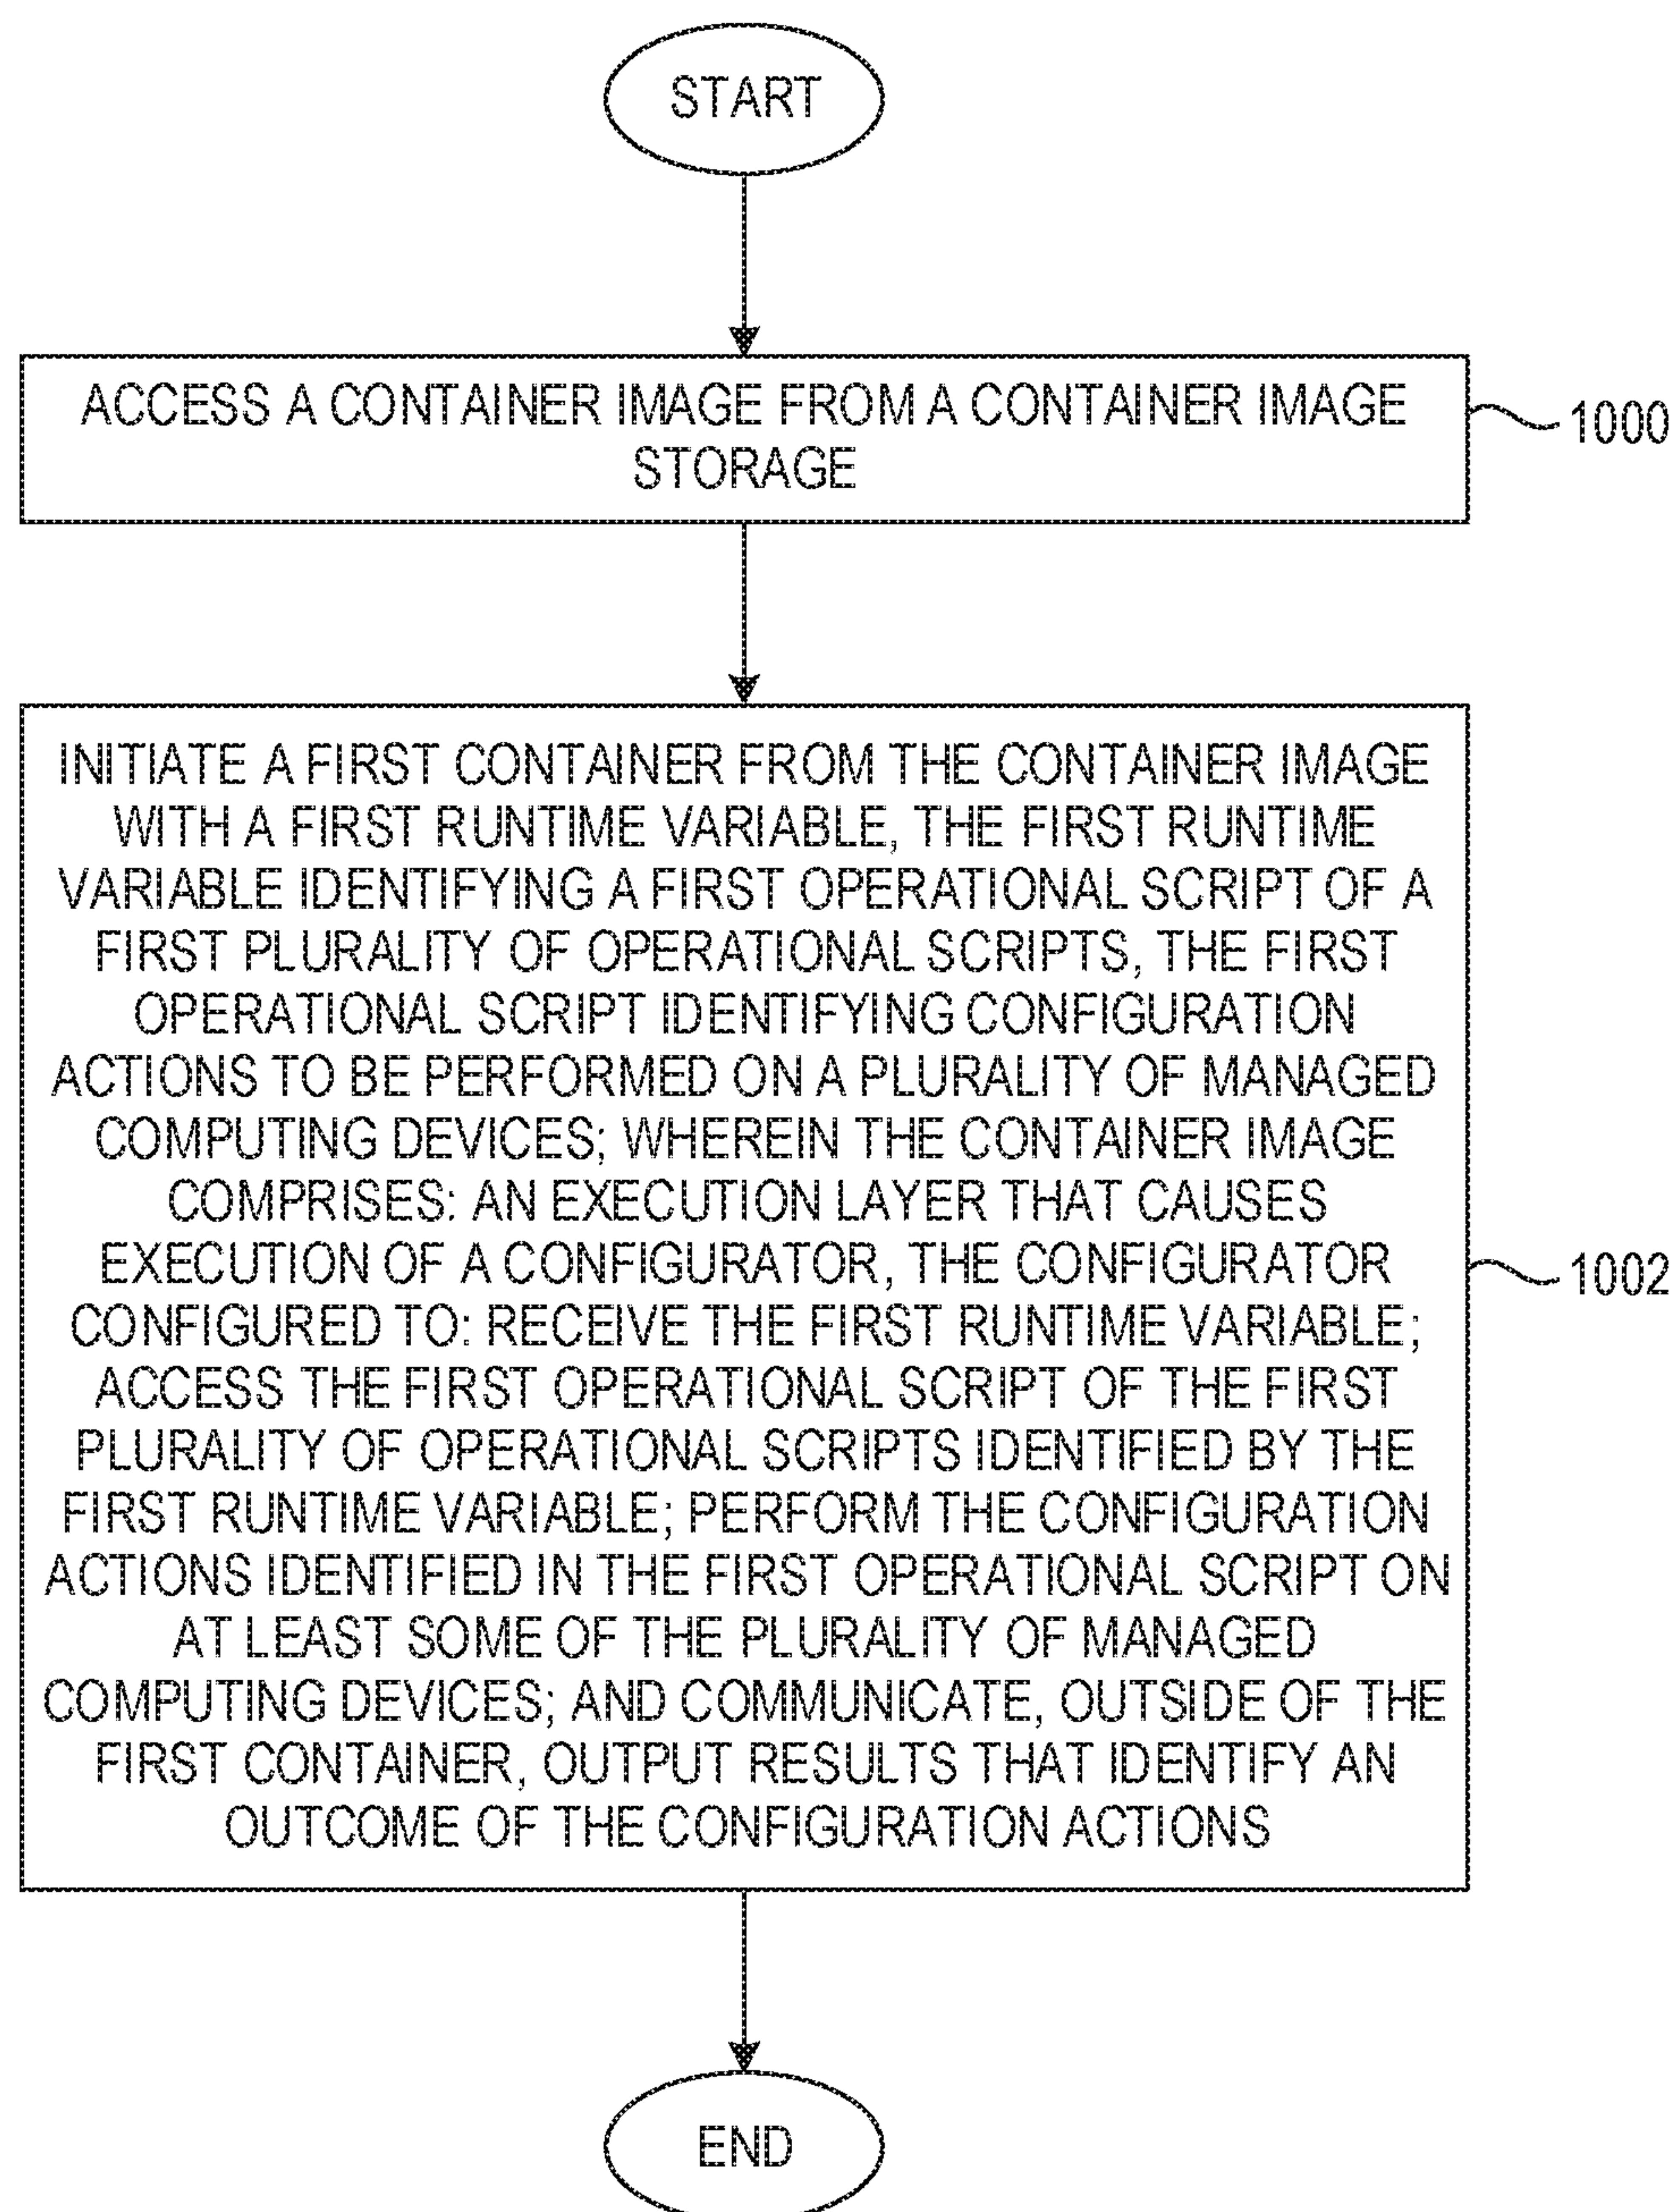 START
ACCESS A CONTAINER IMAGE FROM A CONTAINER IMAGE
STORAGE
1000
INITIATE A FIRST CONTAINER FROM THE CONTAINER IMAGE
WITH A FIRST RUNTIME VARIABLE, THE FIRST RUNTIME
VARIABLE IDENTIFYING A FIRST OPERATIONAL SCRIPT OF A
FIRST PLURALITY OF OPERATIONAL SCRIPTS, THE FIRST
OPERATIONAL SCRIPT IDENTIFYING CONFIGURATION
ACTIONS TO BE PERFORMED ON A PLURALITY OF MANAGED
COMPUTING DEVICES; WHEREIN THE CONTAINER IMAGE
COMPRISES: AN EXECUTION LAYER THAT CAUSES
EXECUTION OF A CONFIGURATOR, THE CONFIGURATOR
CONFIGURED TO: RECEIVE THE FIRST RUNTIME VARIABLE;
ACCESS THE FIRST OPERATIONAL SCRIPT OF THE FIRST
PLURALITY OF OPERATIONAL SCRIPTS IDENTIFIED BY THE
FIRST RUNTIME VARIABLE; PERFORM THE CONFIGURATION
ACTIONS IDENTIFIED IN THE FIRST OPERATIONAL SCRIPT ON
AT LEAST SOME OF THE PLURALITY OF MANAGED
COMPUTING DEVICES; AND COMMUNICATE, OUTSIDE OF THE
FIRST CONTAINER, OUTPUT RESULTS THAT IDENTIFY AN
OUTCOME OF THE CONFIGURATION ACTIONS
1002
END